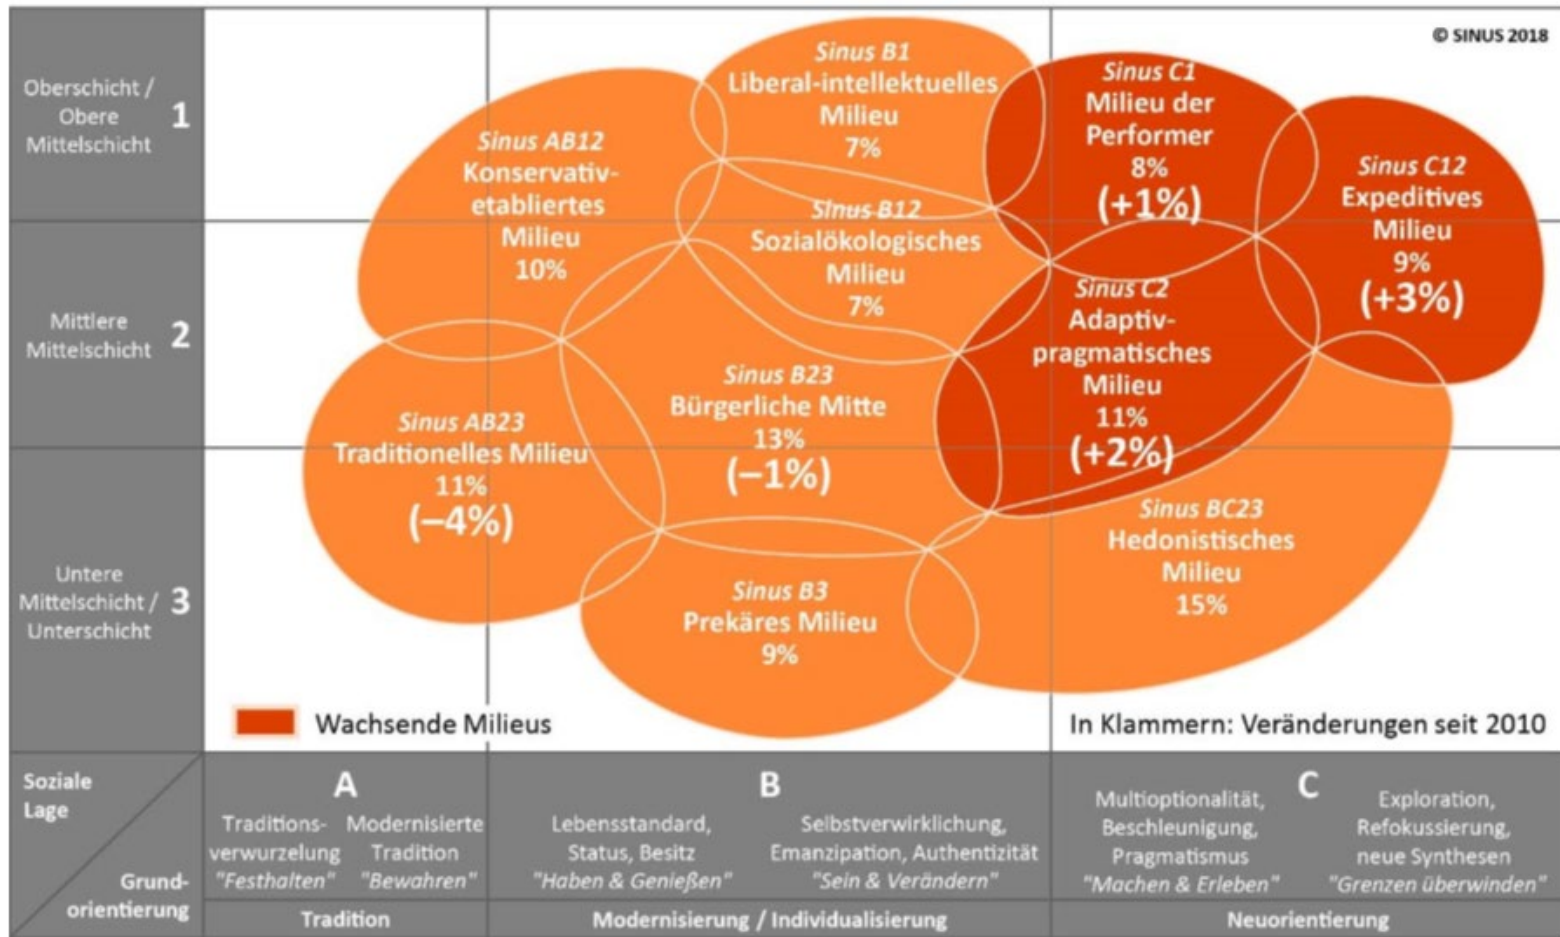 © SINUS 2018
Oberschicht /
Obere
Mittelschicht
1
Mittlere
Mittelschicht
2
Untere
Mittelschicht /
Unterschicht
3
Sinus B1
Liberal-intellektuelles
Milieu
7%
Sinus C1
Milieu der
Performer
8%
(+1%)
Sinus AB12
Konservativ-
etabliertes
Milieu
10%
Sinus C12
Expeditives
Milieu
9%
(+3%)
Sinus B12
Sozialökologisches
Milieu
7%
Sinus C2
Adaptiv-
pragmatisches
Milieu
11%
(+2%)
Sinus B23
Bürgerliche Mitte
13%
(–1%)
Sinus AB23
Traditionelles Milieu
11%
(–4%)
Sinus BC23
Hedonistisches
Milieu
15%
Sinus B3
Prekäres Milieu
9%
Wachsende Milieus
In Klammern: Veränderungen seit 2010
Soziale
Lage
Grund-
orientierung
A
Traditions-
verwurzelung
"Festhalten"
Modernisierte
Tradition
"Bewahren"
B
Lebensstandard,
Status, Besitz
"Haben & Genießen"
Selbstverwirklichung,
Emanzipation, Authentizität
"Sein & Verändern"
C
Multioptionalität,
Beschleunigung,
Pragmatismus
"Machen & Erleben"
Exploration,
Refokussierung,
neue Synthesen
"Grenzen überwinden"
Tradition
Modernisierung / Individualisierung
Neuorientierung